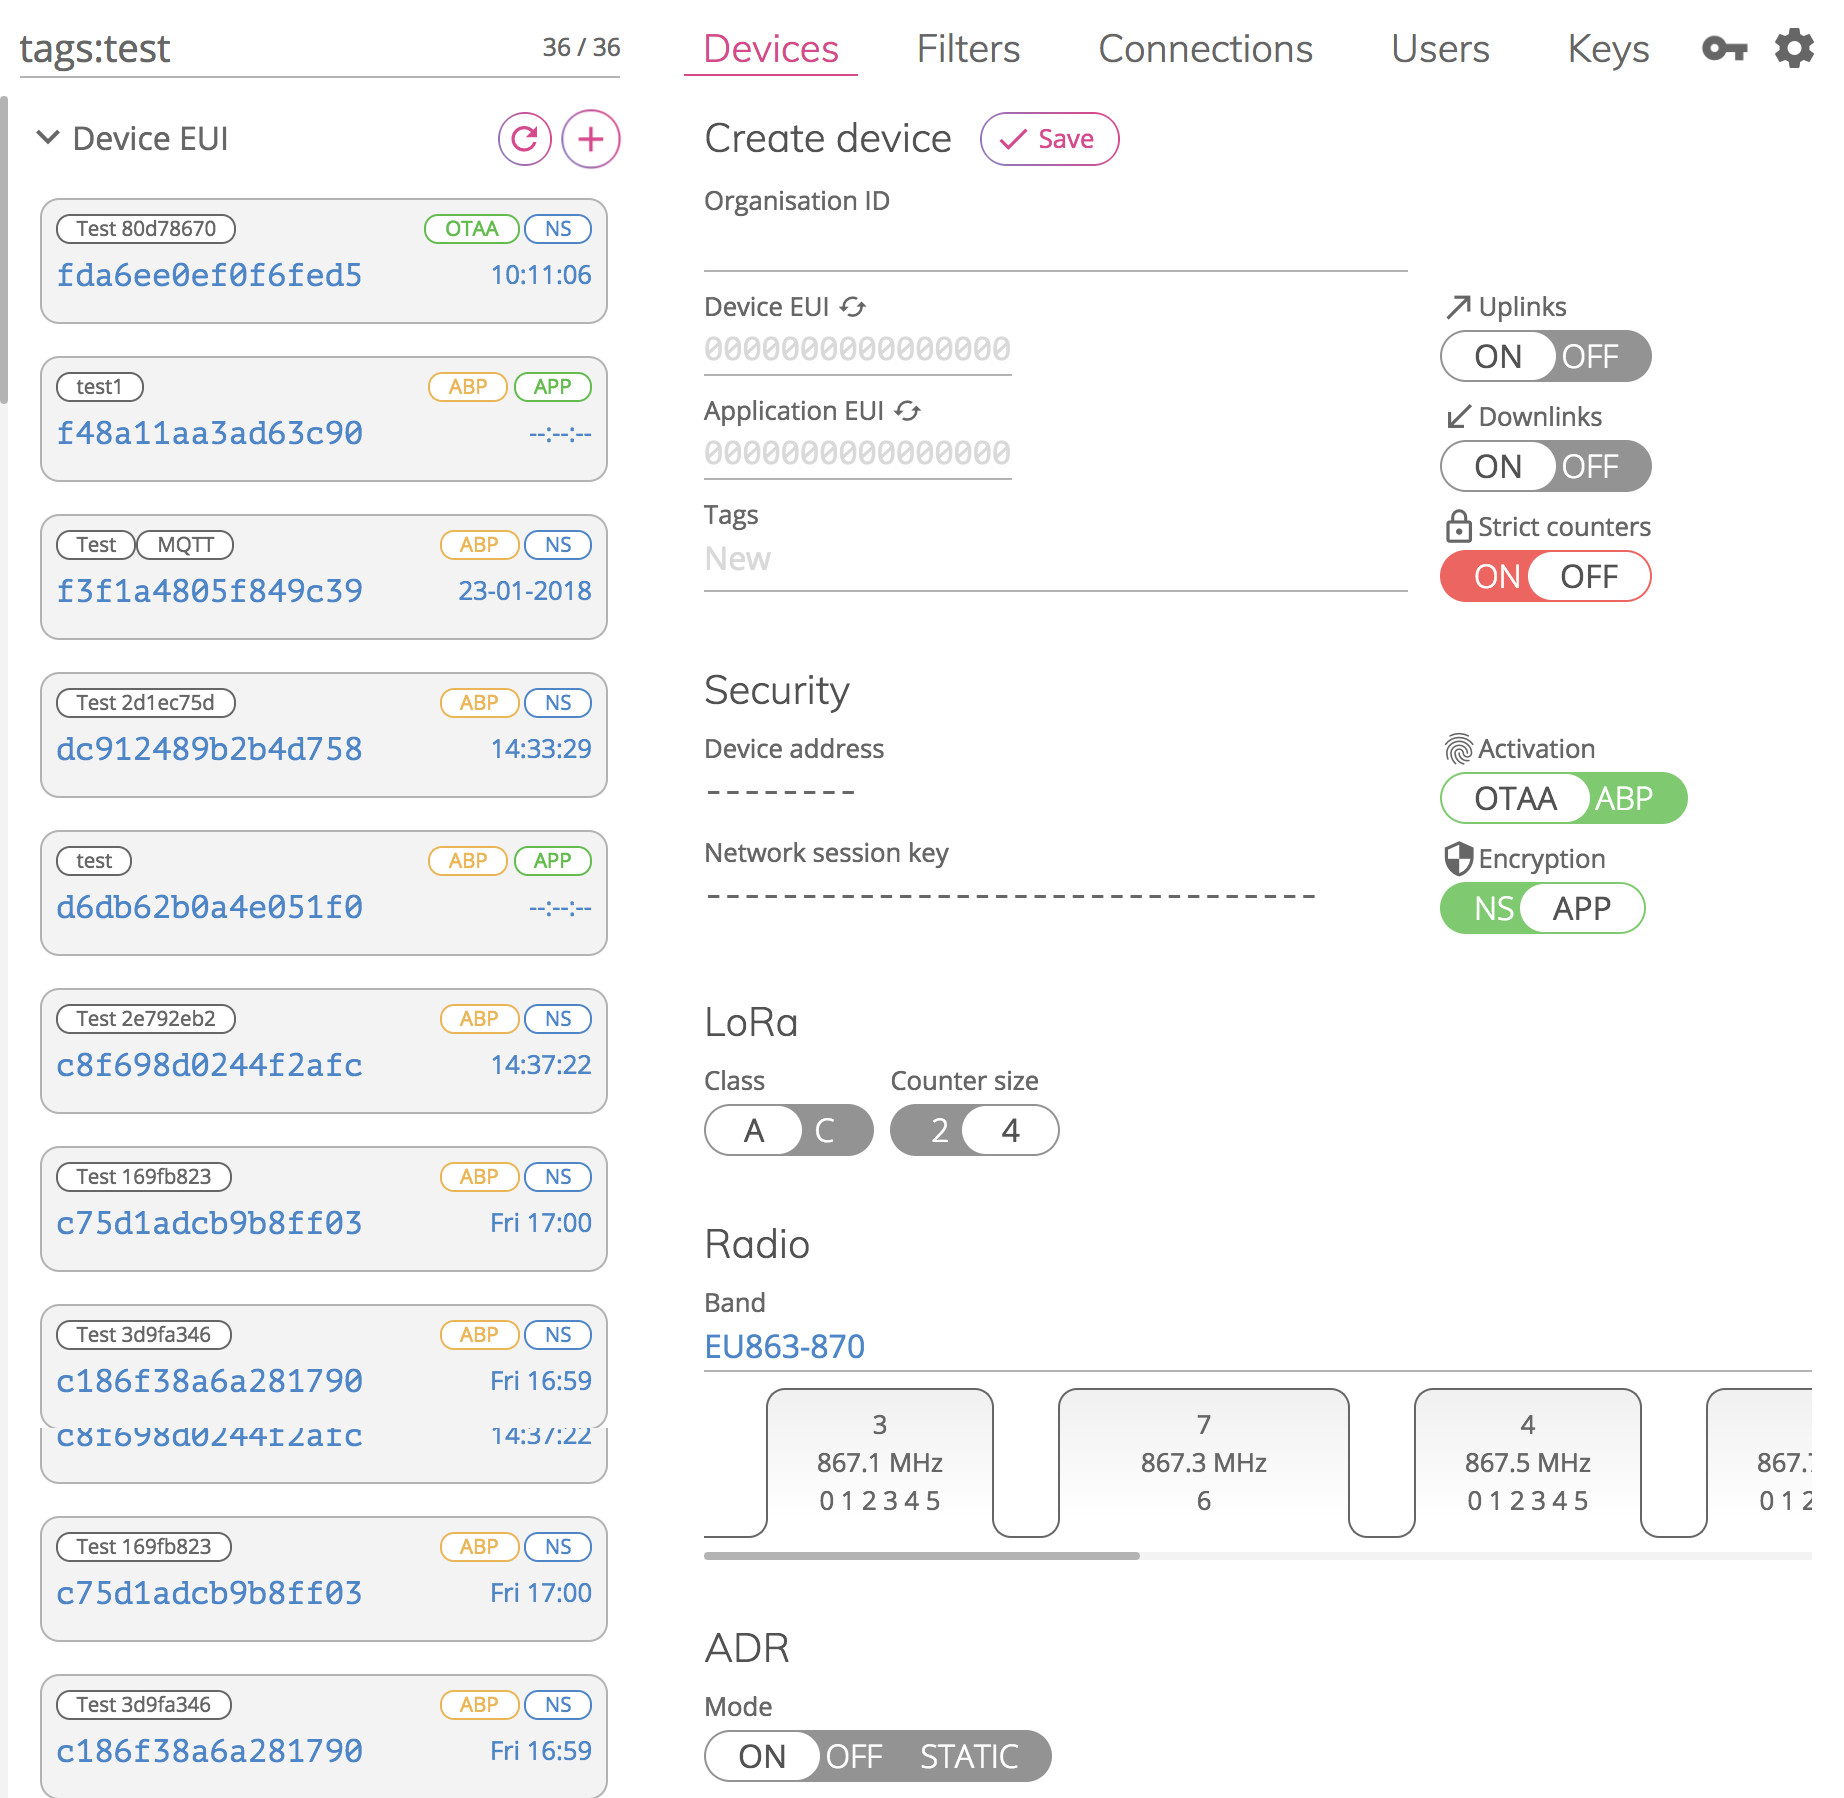 tags:test 36 / 36
Devices Filters Connections Users Keys
Device EUI
Test 80d78670 OTAA NS
fda6ee0ef0f6fed5 10:11:06
test1 ABP APP
f48a11aa3ad63c90 --:--:--
Test MQTT ABP NS
f3f1a4805f849c39 23-01-2018
Test 2d1ec75d ABP NS
dc912489b2b4d758 14:33:29
test ABP APP
d6db62b0a4e051f0 --:--:--
Test 2e792eb2 ABP NS
c8f698d0244f2afc 14:37:22
Test 169fb823 ABP NS
c75d1adcb9b8ff03 Fri 17:00
Test 3d9fa346 ABP NS
c186f38a6a281790 Fri 16:59
c8f698d0244f2afc 14:37:22
Test 169fb823 ABP NS
c75d1adcb9b8ff03 Fri 17:00
Test 3d9fa346 ABP NS
c186f38a6a281790 Fri 16:59
Create device Save
Organisation ID
Device EUI
0000000000000000
Application EUI
0000000000000000
Tags
New
Uplinks
ON OFF
Downlinks
ON OFF
Strict counters
ON OFF
Security
Device address
--------
Network session key
--------------------------------
Activation
OTAA ABP
Encryption
NS APP
LoRa
Class Counter size
A C 2 4
Radio
Band
EU863-870
3 7 4
867.1 MHz 867.3 MHz 867.5 MHz 867.
0 1 2 3 4 5 6 0 1 2 3 4 5 0 1 2
ADR
Mode
ON OFF STATIC